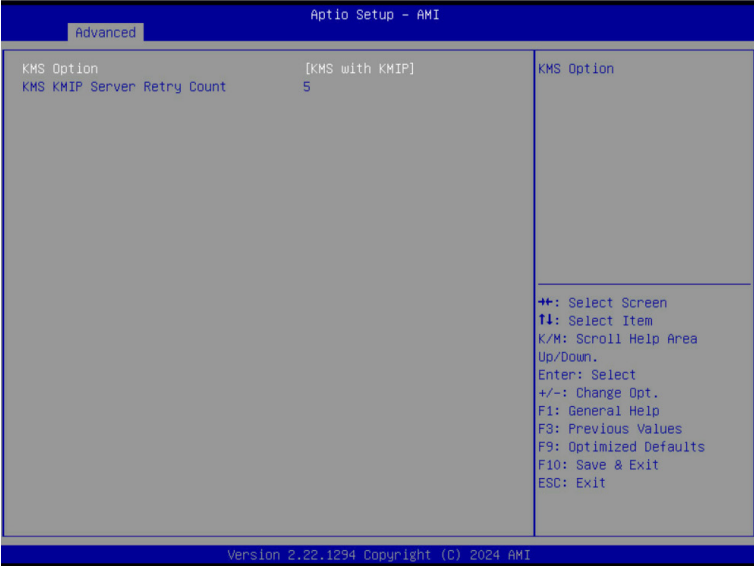 Aptio Setup – AMI
Advanced
KMS Option [KMS with KMIP]
KMS KMIP Server Retry Count 5
KMS Option
→←: Select Screen
↑↓: Select Item
K/M: Scroll Help Area
Up/Down.
Enter: Select
+/-: Change Opt.
F1: General Help
F3: Previous Values
F9: Optimized Defaults
F10: Save & Exit
ESC: Exit
Version 2.22.1294 Copyright (C) 2024 AMI